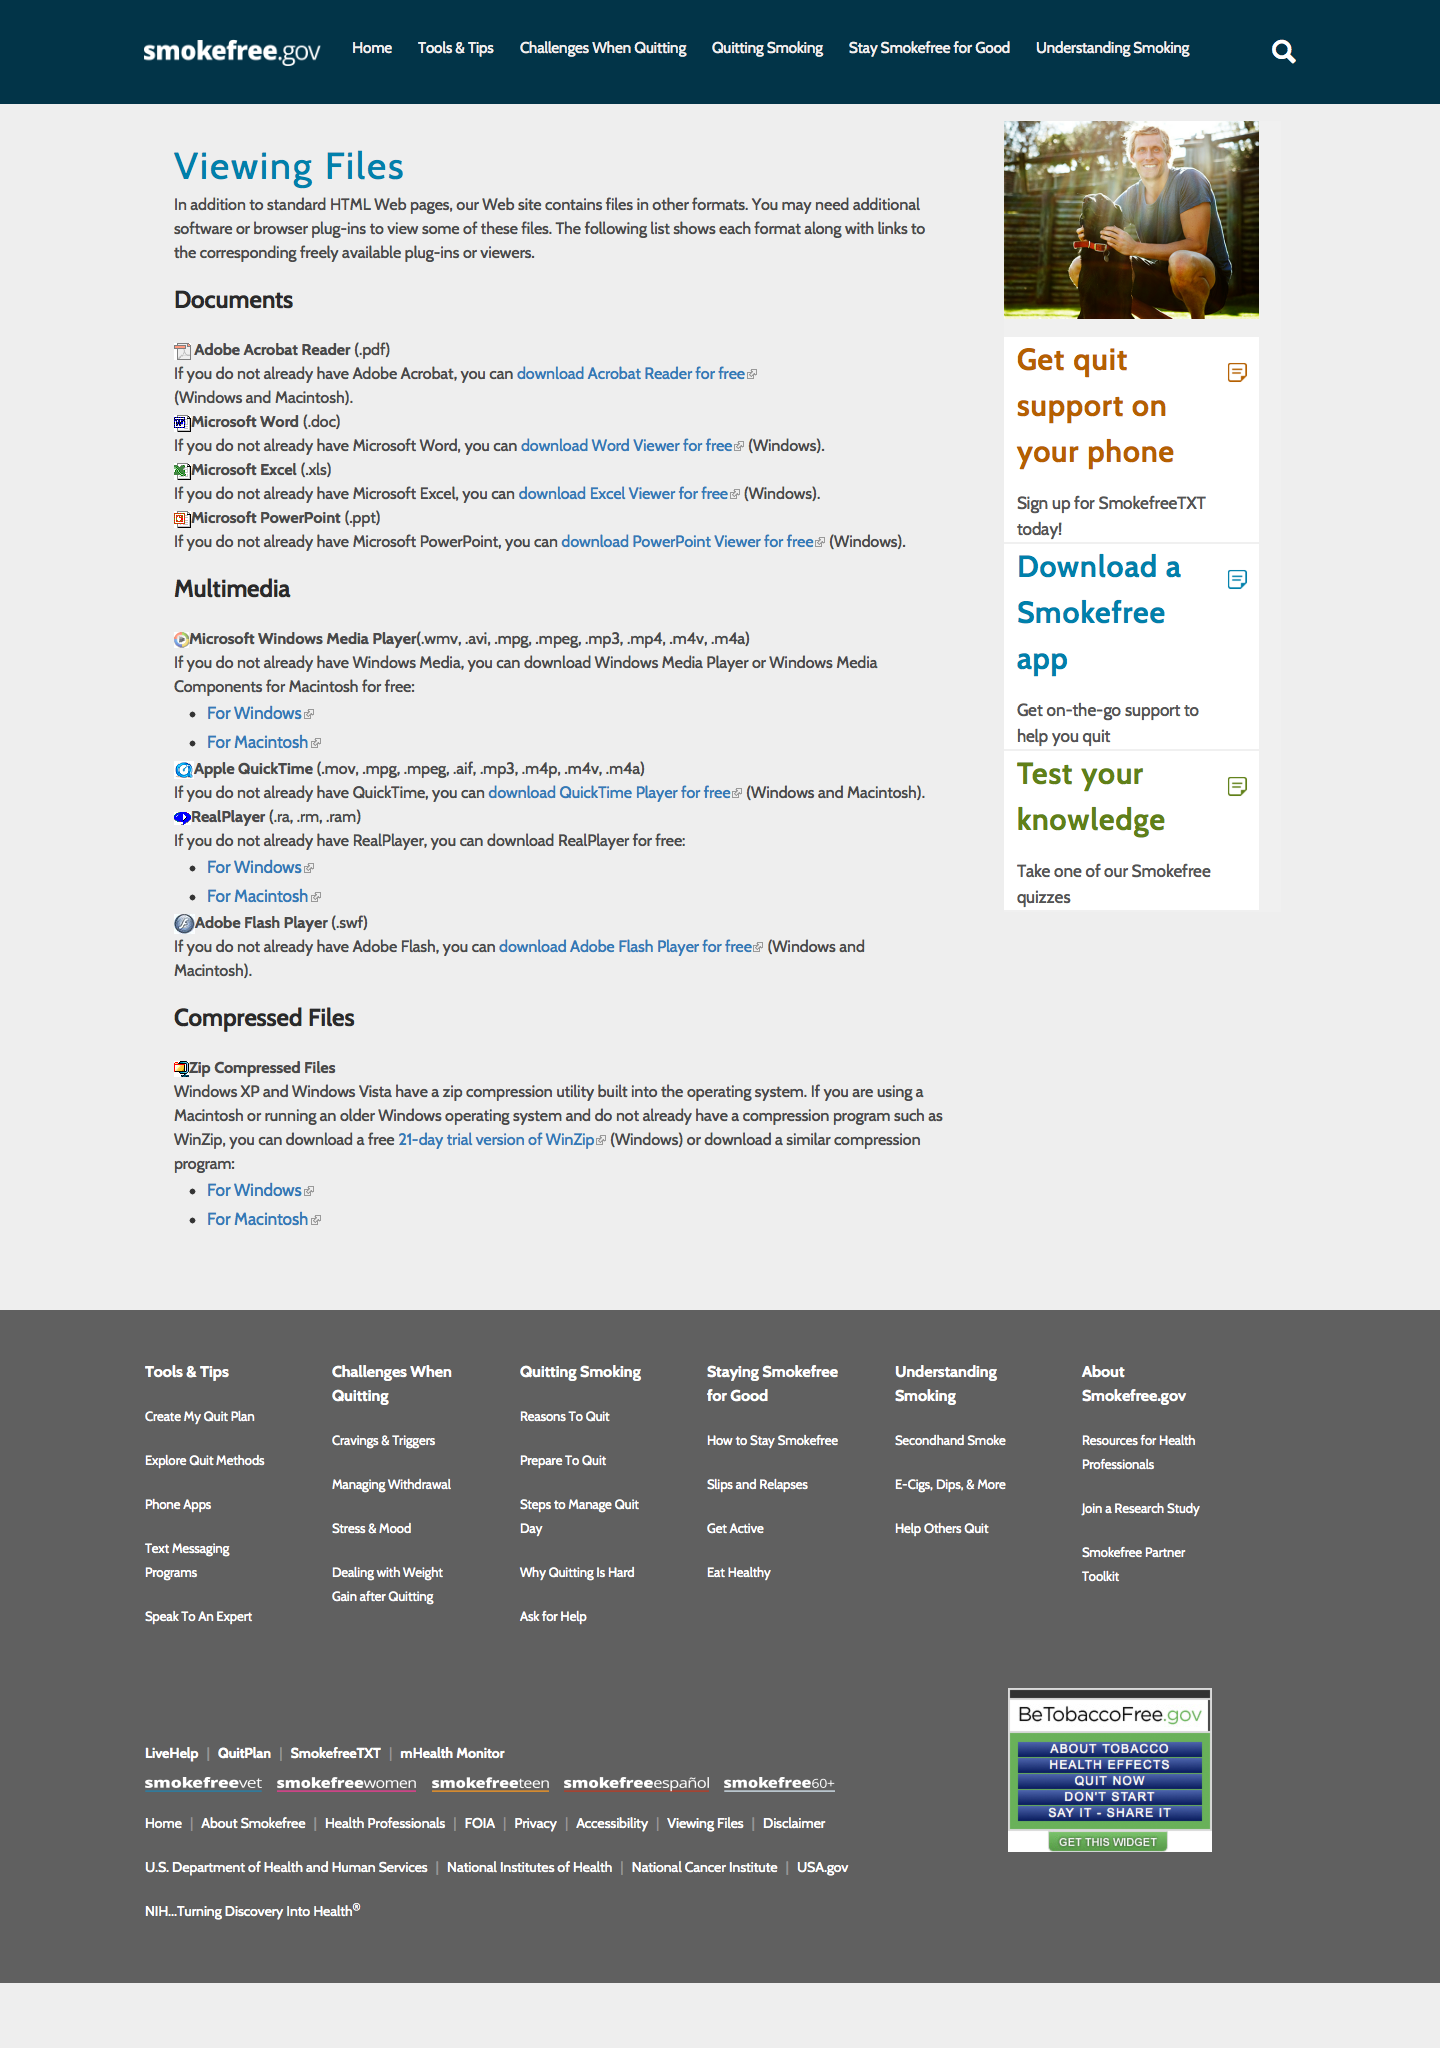 smokefree.gov
Home
Tools & Tips
Challenges When Quitting
Quitting Smoking
Stay Smokefree for Good
Understanding Smoking
Viewing Files
In addition to standard HTML Web pages, our Web site contains files in other formats. You may need additional
software or browser plug-ins to view some of these files. The following list shows each format along with links to
the corresponding freely available plug-ins or viewers.
Documents
Adobe Acrobat Reader (.pdf)
If you do not already have Adobe Acrobat, you can download Acrobat Reader for free
(Windows and Macintosh).
Microsoft Word (.doc)
If you do not already have Microsoft Word, you can download Word Viewer for free (Windows).
Microsoft Excel (.xls)
If you do not already have Microsoft Excel, you can download Excel Viewer for free (Windows).
Microsoft PowerPoint (.ppt)
If you do not already have Microsoft PowerPoint, you can download PowerPoint Viewer for free (Windows).
Multimedia
Microsoft Windows Media Player(.wmv, .avi, .mpg, .mpeg, .mp3, .mp4, .m4v, .m4a)
If you do not already have Windows Media, you can download Windows Media Player or Windows Media
Components for Macintosh for free:
• For Windows
• For Macintosh
Apple QuickTime (.mov, .mpg, .mpeg, .aif, .mp3, .m4p, .m4v, .m4a)
If you do not already have QuickTime, you can download QuickTime Player for free (Windows and Macintosh).
RealPlayer (.ra, .rm, .ram)
If you do not already have RealPlayer, you can download RealPlayer for free:
• For Windows
• For Macintosh
Adobe Flash Player (.swf)
If you do not already have Adobe Flash, you can download Adobe Flash Player for free (Windows and
Macintosh).
Compressed Files
Zip Compressed Files
Windows XP and Windows Vista have a zip compression utility built into the operating system. If you are using a
Macintosh or running an older Windows operating system and do not already have a compression program such as
WinZip, you can download a free 21-day trial version of WinZip (Windows) or download a similar compression
program:
• For Windows
• For Macintosh
Get quit
support on
your phone
Sign up for SmokefreeTXT
today!
Download a
Smokefree
app
Get on-the-go support to
help you quit
Test your
knowledge
Take one of our Smokefree
quizzes
Tools & Tips
Create My Quit Plan
Explore Quit Methods
Phone Apps
Text Messaging
Programs
Speak To An Expert
Challenges When
Quitting
Cravings & Triggers
Managing Withdrawal
Stress & Mood
Dealing with Weight
Gain after Quitting
Quitting Smoking
Reasons To Quit
Prepare To Quit
Steps to Manage Quit
Day
Why Quitting Is Hard
Ask for Help
Staying Smokefree
for Good
How to Stay Smokefree
Slips and Relapses
Get Active
Eat Healthy
Understanding
Smoking
Secondhand Smoke
E-Cigs, Dips, & More
Help Others Quit
About
Smokefree.gov
Resources for Health
Professionals
Join a Research Study
Smokefree Partner
Toolkit
LiveHelp | QuitPlan | SmokefreeTXT | mHealth Monitor
smokefreevet smokefreewomen smokefreeteen smokefreeespañol smokefree60+
Home | About Smokefree | Health Professionals | FOIA | Privacy | Accessibility | Viewing Files | Disclaimer
U.S. Department of Health and Human Services | National Institutes of Health | National Cancer Institute | USA.gov
NIH...Turning Discovery Into Health®
BeTobaccoFree.gov
ABOUT TOBACCO
HEALTH EFFECTS
QUIT NOW
DON'T START
SAY IT - SHARE IT
GET THIS WIDGET